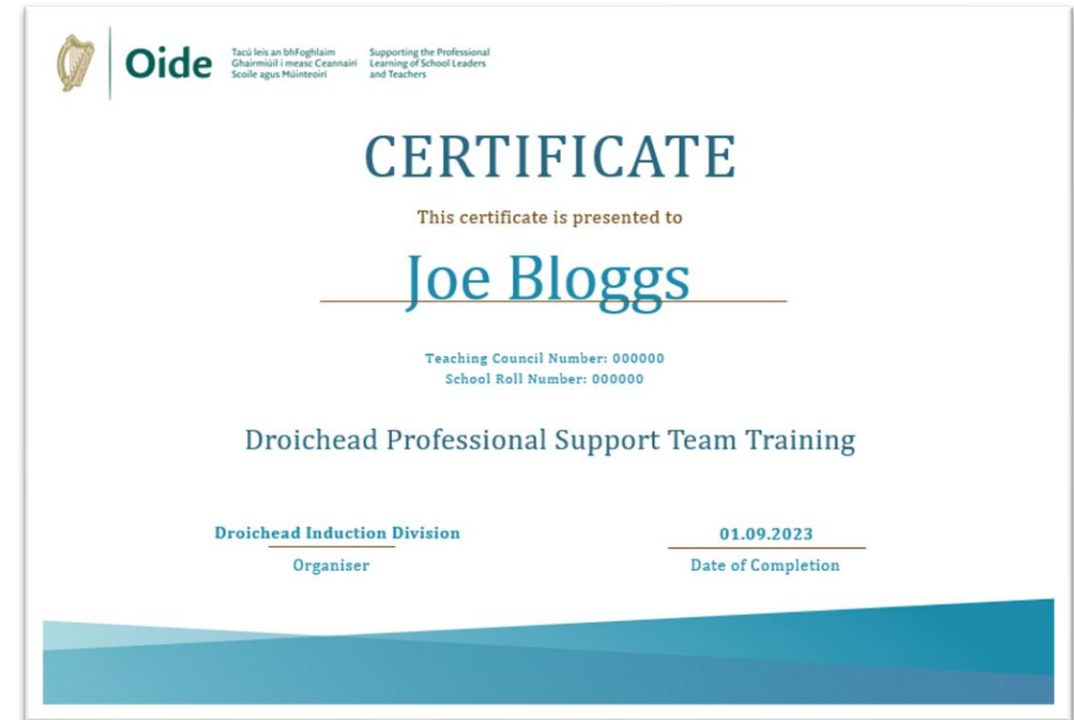 Oide
Tacú leis an bhFoghlaim
Ghairmiúil i measc Ceannairí
Scoile agus Múinteoirí
Supporting the Professional
Learning of School Leaders
and Teachers
CERTIFICATE
This certificate is presented to
Joe Bloggs
Teaching Council Number: 000000
School Roll Number: 000000
Droichead Professional Support Team Training
Droichead Induction Division
Organiser
01.09.2023
Date of Completion